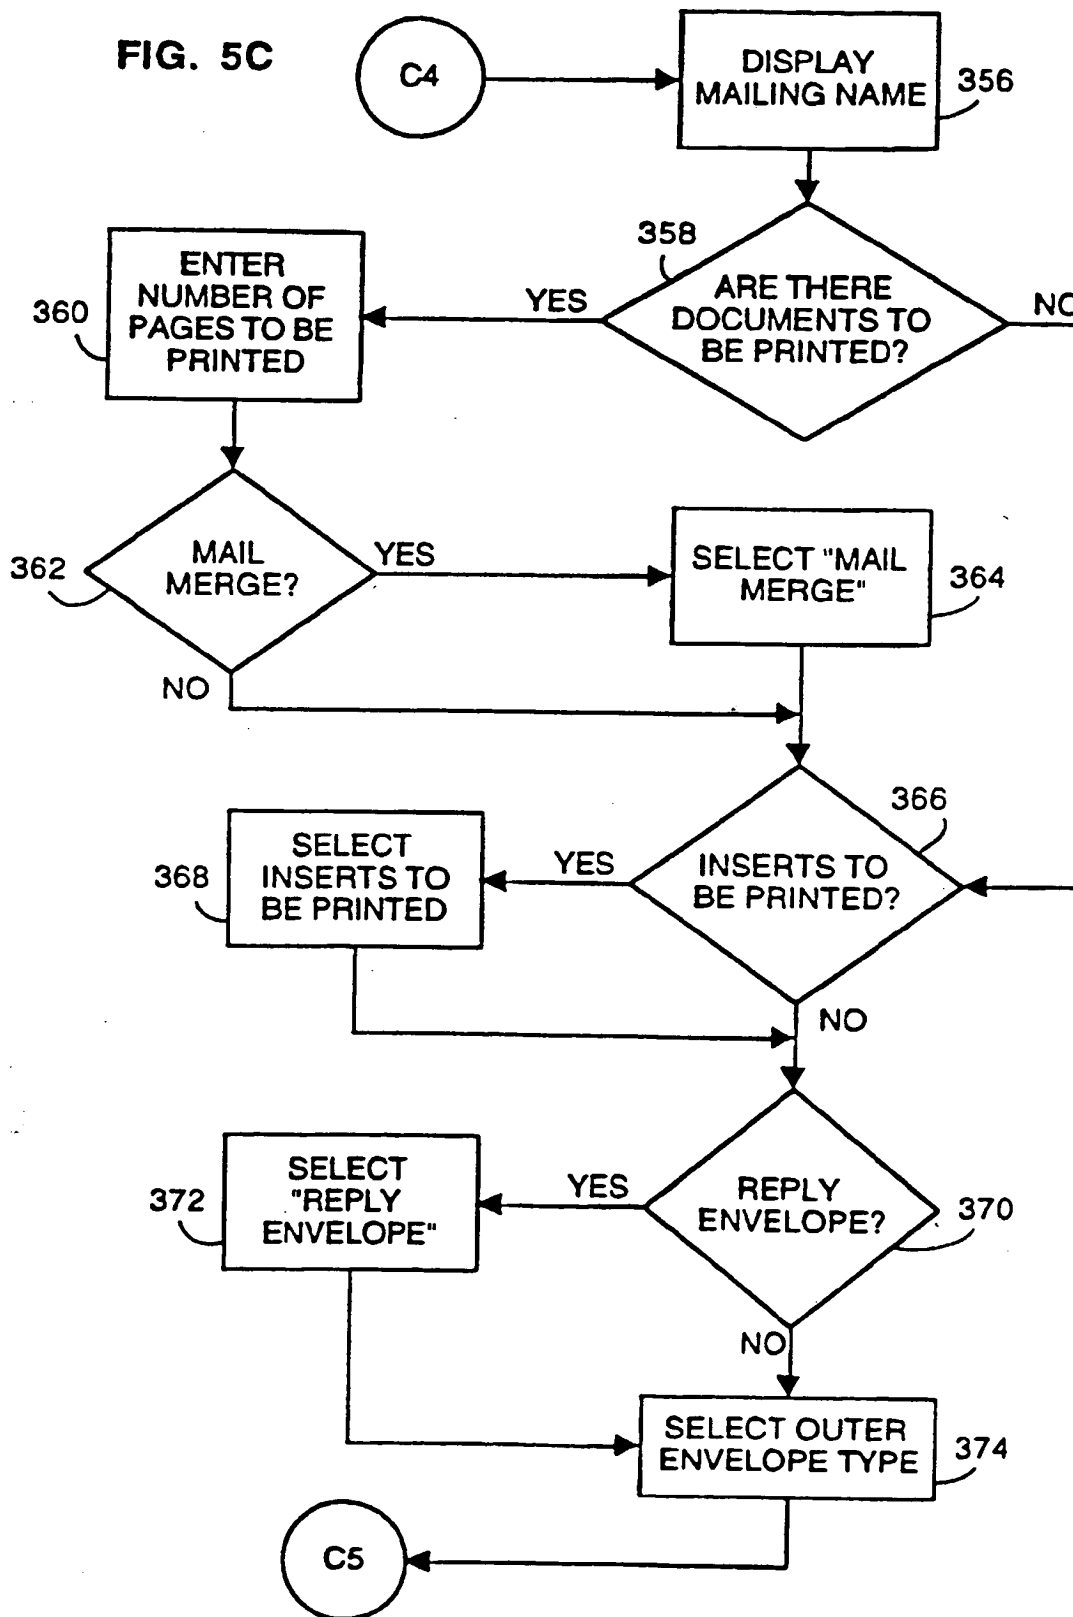 FIG. 5C
C4
DISPLAY
MAILING NAME
356
358
ARE THERE
DOCUMENTS TO
BE PRINTED?
YES
NO
ENTER
NUMBER OF
PAGES TO BE
PRINTED
360
362
MAIL
MERGE?
YES
NO
SELECT "MAIL
MERGE"
364
366
INSERTS TO
BE PRINTED?
YES
NO
368
SELECT
INSERTS TO
BE PRINTED
REPLY
ENVELOPE?
370
YES
NO
372
SELECT
"REPLY
ENVELOPE"
SELECT OUTER
ENVELOPE TYPE
374
C5